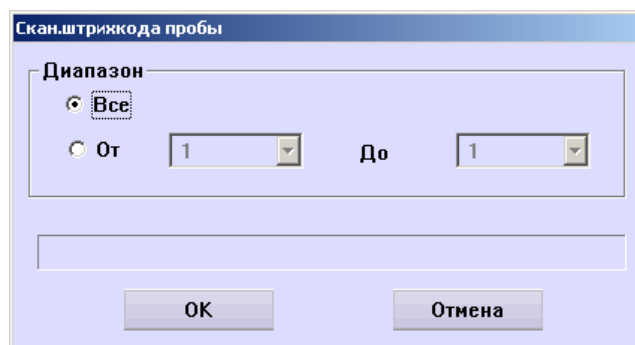 Скан.штрихкода пробы
Диапазон
Все
От 1 До 1
OK Отмена